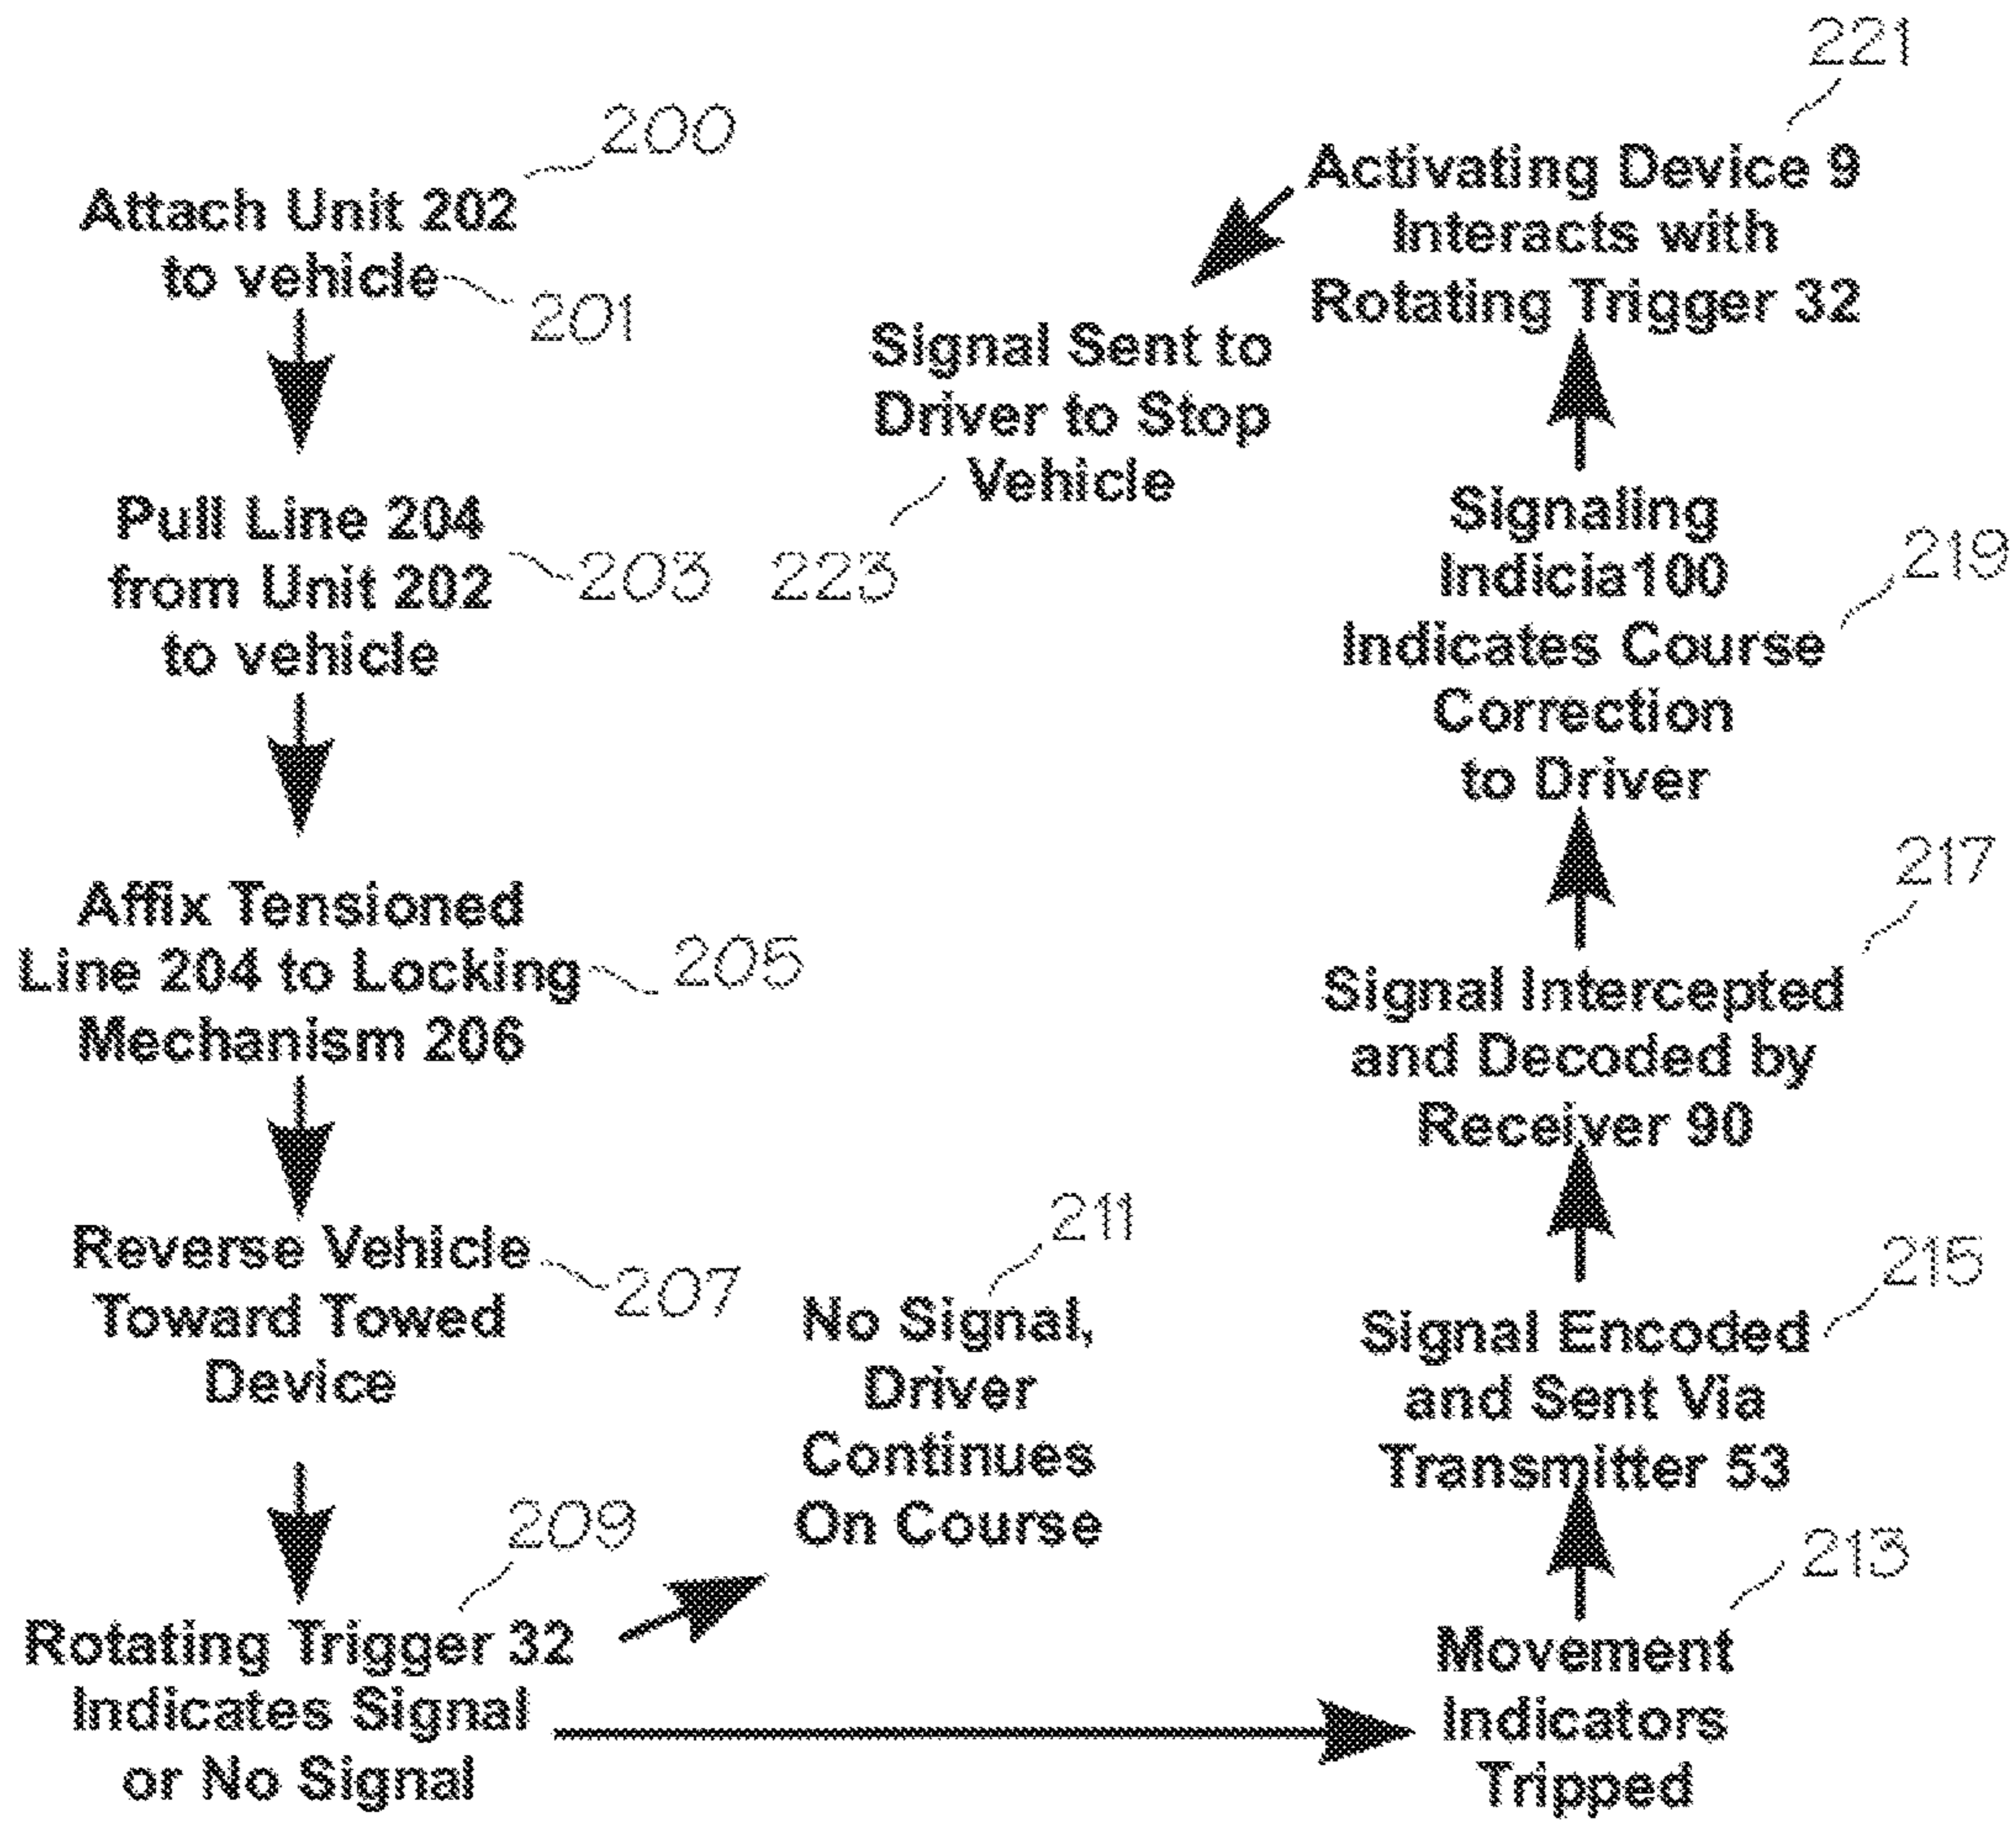 200
Attach Unit 202
to vehicle
201
Pull Line 204
from Unit 202
to vehicle
203
Affix Tensioned
Line 204 to Locking
Mechanism 206
205
Reverse Vehicle
Toward Towed
Device
207
209
Rotating Trigger 32
Indicates Signal
or No Signal
211
No Signal,
Driver
Continues
On Course
213
Movement
Indicators
Tripped
215
Signal Encoded
and Sent Via
Transmitter 53
217
Signal Intercepted
and Decoded by
Receiver 90
219
Signaling
Indicia100
Indicates Course
Correction
to Driver
221
Activating Device 9
Interacts with
Rotating Trigger 32
Signal Sent to
Driver to Stop
Vehicle
223